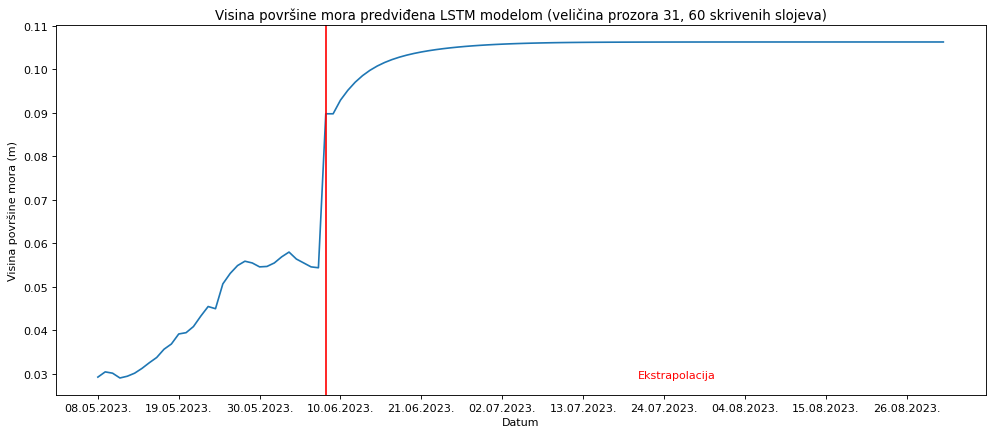 Visina površine mora predviđena LSTM modelom (veličina prozora 31, 60 skrivenih slojeva)
0.11
0.10
0.09
0.08
0.07
0.06
0.05
0.04
0.03
Visina površine mora (m)
Ekstrapolacija
08.05.2023. 19.05.2023. 30.05.2023. 10.06.2023. 21.06.2023. 02.07.2023. 13.07.2023. 24.07.2023. 04.08.2023. 15.08.2023. 26.08.2023.
Datum